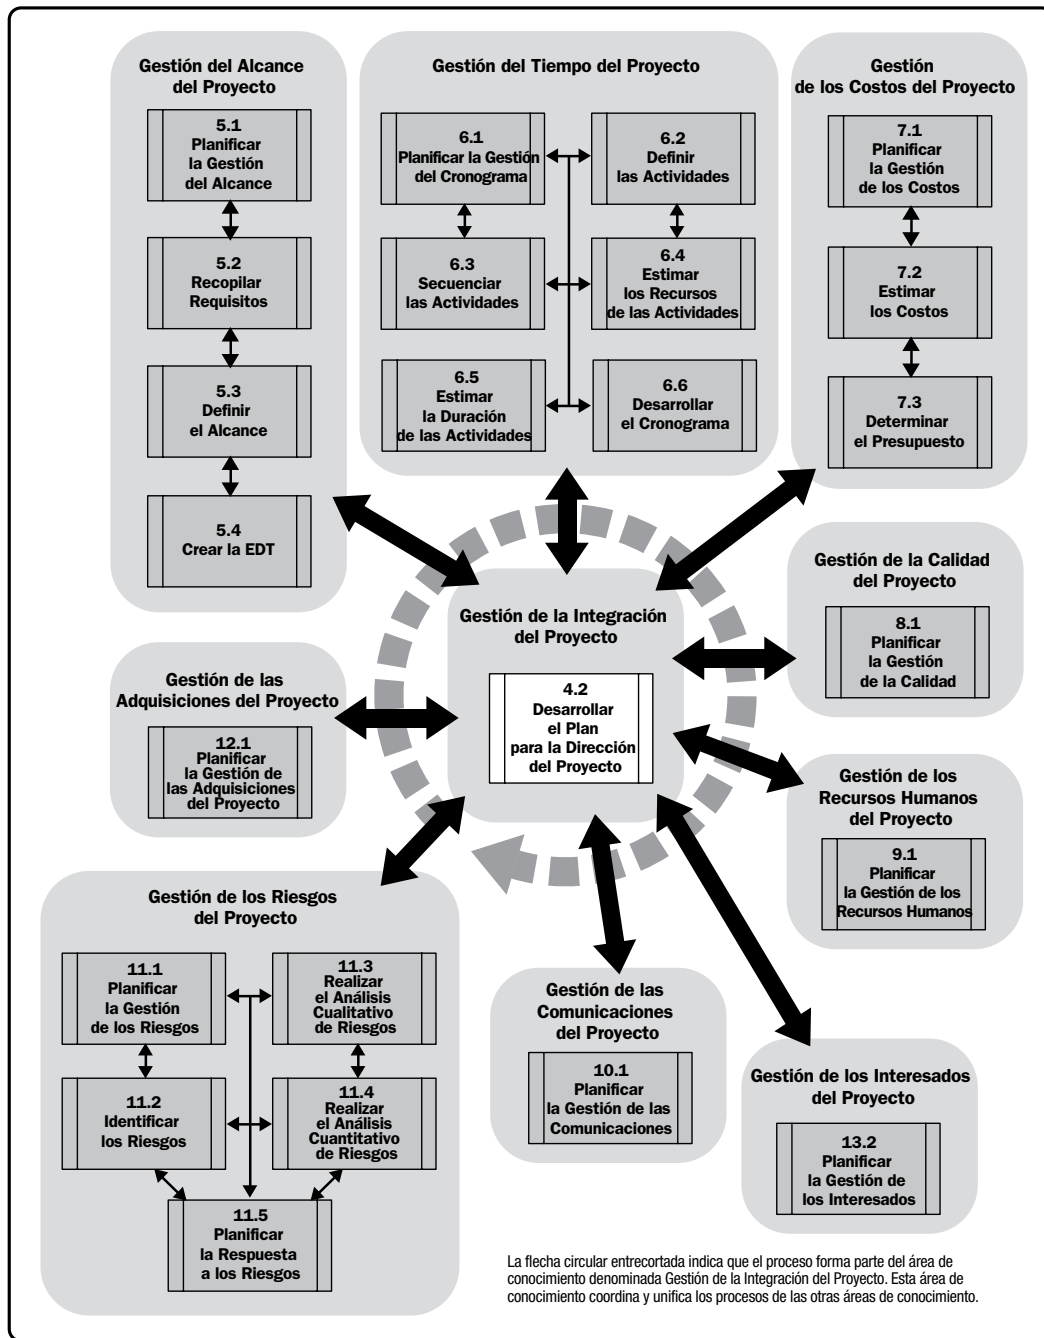 Gestión del Alcance
del Proyecto
5.1
Planificar
la Gestión
del Alcance
5.2
Recopilar
Requisitos
5.3
Definir
el Alcance
5.4
Crear la EDT
Gestión del Tiempo del Proyecto
6.1
Planificar la Gestión
del Cronograma
6.2
Definir
las Actividades
6.3
Secuenciar
las Actividades
6.4
Estimar
los Recursos
de las Actividades
6.5
Estimar
la Duración
de las Actividades
6.6
Desarrollar
el Cronograma
Gestión
de los Costos del Proyecto
7.1
Planificar
la Gestión
de los Costos
7.2
Estimar
los Costos
7.3
Determinar
el Presupuesto
Gestión de la Integración
del Proyecto
4.2
Desarrollar
el Plan
para la Dirección
del Proyecto
Gestión de la Calidad
del Proyecto
8.1
Planificar
la Gestión
de la Calidad
Gestión de las
Adquisiciones del Proyecto
12.1
Planificar
la Gestión de
las Adquisiciones
del Proyecto
Gestión de los
Recursos Humanos
del Proyecto
9.1
Planificar
la Gestión de los
Recursos Humanos
Gestión de los Riesgos
del Proyecto
11.1
Planificar
la Gestión
de los Riesgos
11.3
Realizar
el Análisis
Cualitativo
de Riesgos
11.2
Identificar
los Riesgos
11.4
Realizar
el Análisis
Cuantitativo
de Riesgos
11.5
Planificar
la Respuesta
a los Riesgos
Gestión de las
Comunicaciones
del Proyecto
10.1
Planificar
la Gestión de las
Comunicaciones
Gestión de los Interesados
del Proyecto
13.2
Planificar
la Gestión de
los Interesados
La flecha circular entrecortada indica que el proceso forma parte del área de
conocimiento denominada Gestión de la Integración del Proyecto. Esta área de
conocimiento coordina y unifica los procesos de las otras áreas de conocimiento.